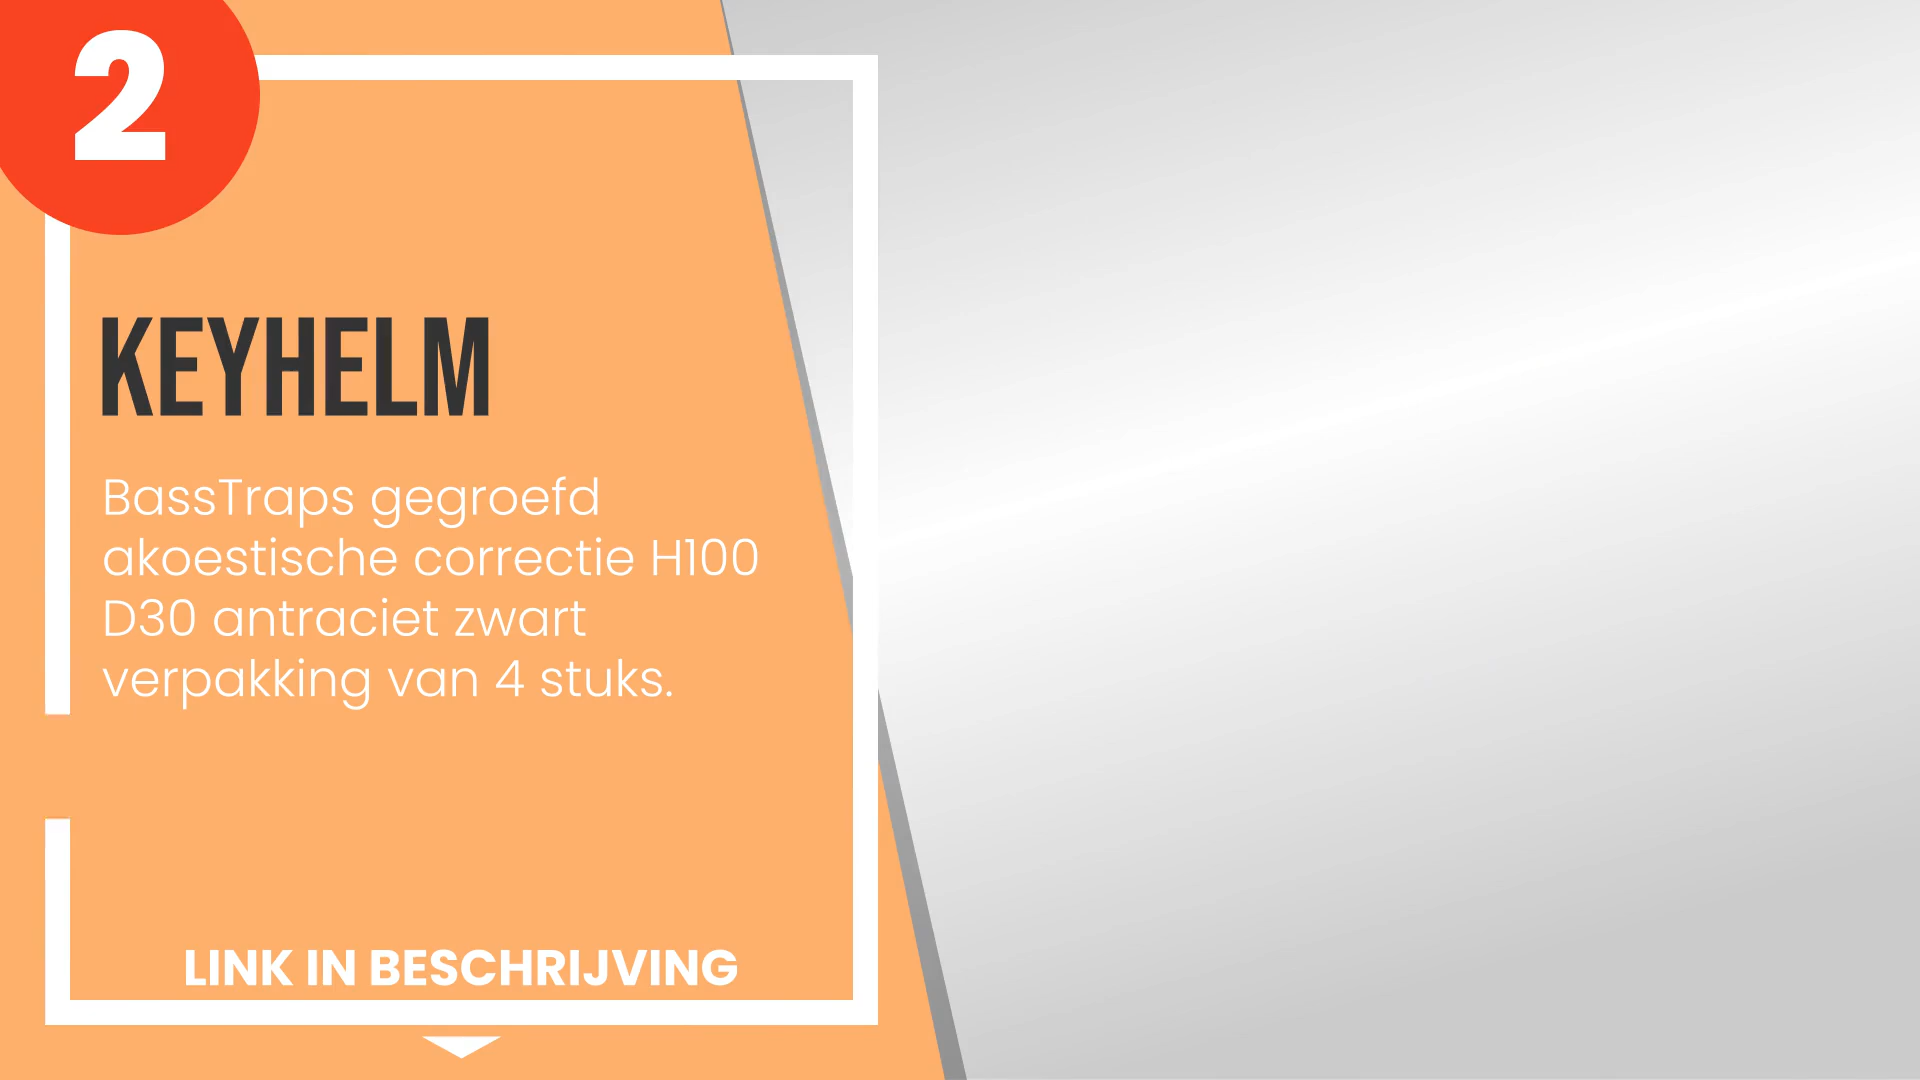 2
KEYHELM
BassTraps gegroefd
akoestische correctie H100
D30 antraciet zwart
verpakking van 4 stuks.
LINK IN BESCHRIJVING